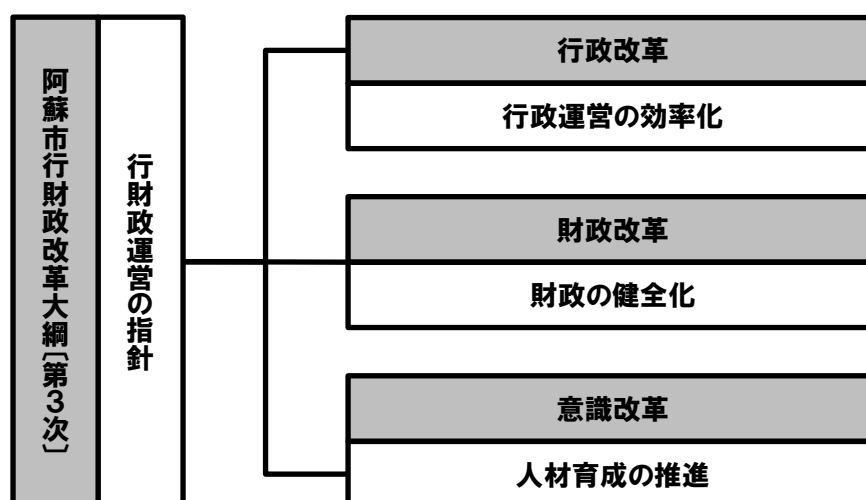 阿蘇市行財政改革大綱〔第３次〕
行財政運営の指針
行政改革
行政運営の効率化
財政改革
財政の健全化
意識改革
人材育成の推進